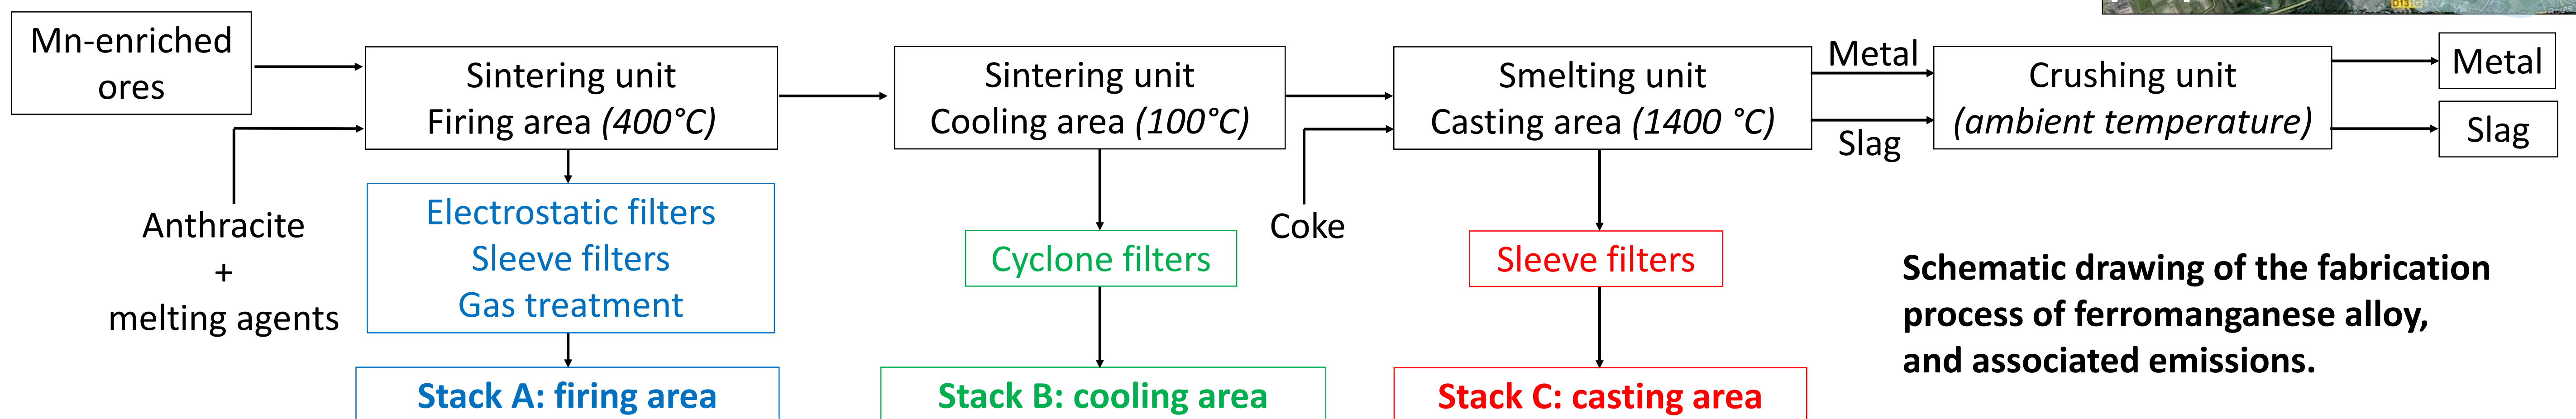 D131
Mn-enriched
ores
Sintering unit
Firing area (400°C)
Sintering unit
Cooling area (100°C)
Smelting unit
Casting area (1400 °C)
Metal
Slag
Crushing unit
(ambient temperature)
Metal
Slag
Anthracite
+
melting agents
Electrostatic filters
Sleeve filters
Gas treatment
Cyclone filters
Coke
Sleeve filters
Schematic drawing of the fabrication
process of ferromanganese alloy,
and associated emissions.
Stack A: firing area
Stack B: cooling area
Stack C: casting area